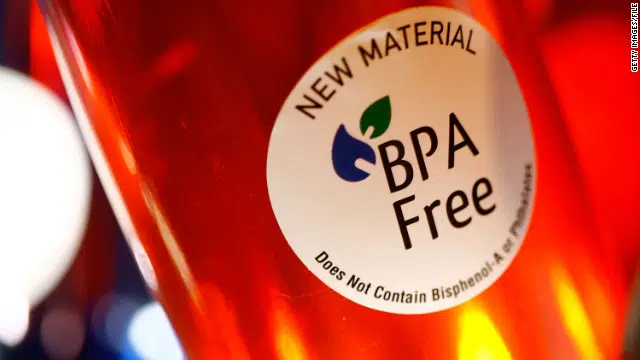 NEW MATERIAL
BPA
Free
Does Not Contain Bisphenol-A or Phthalates
GETTY IMAGES/FILE